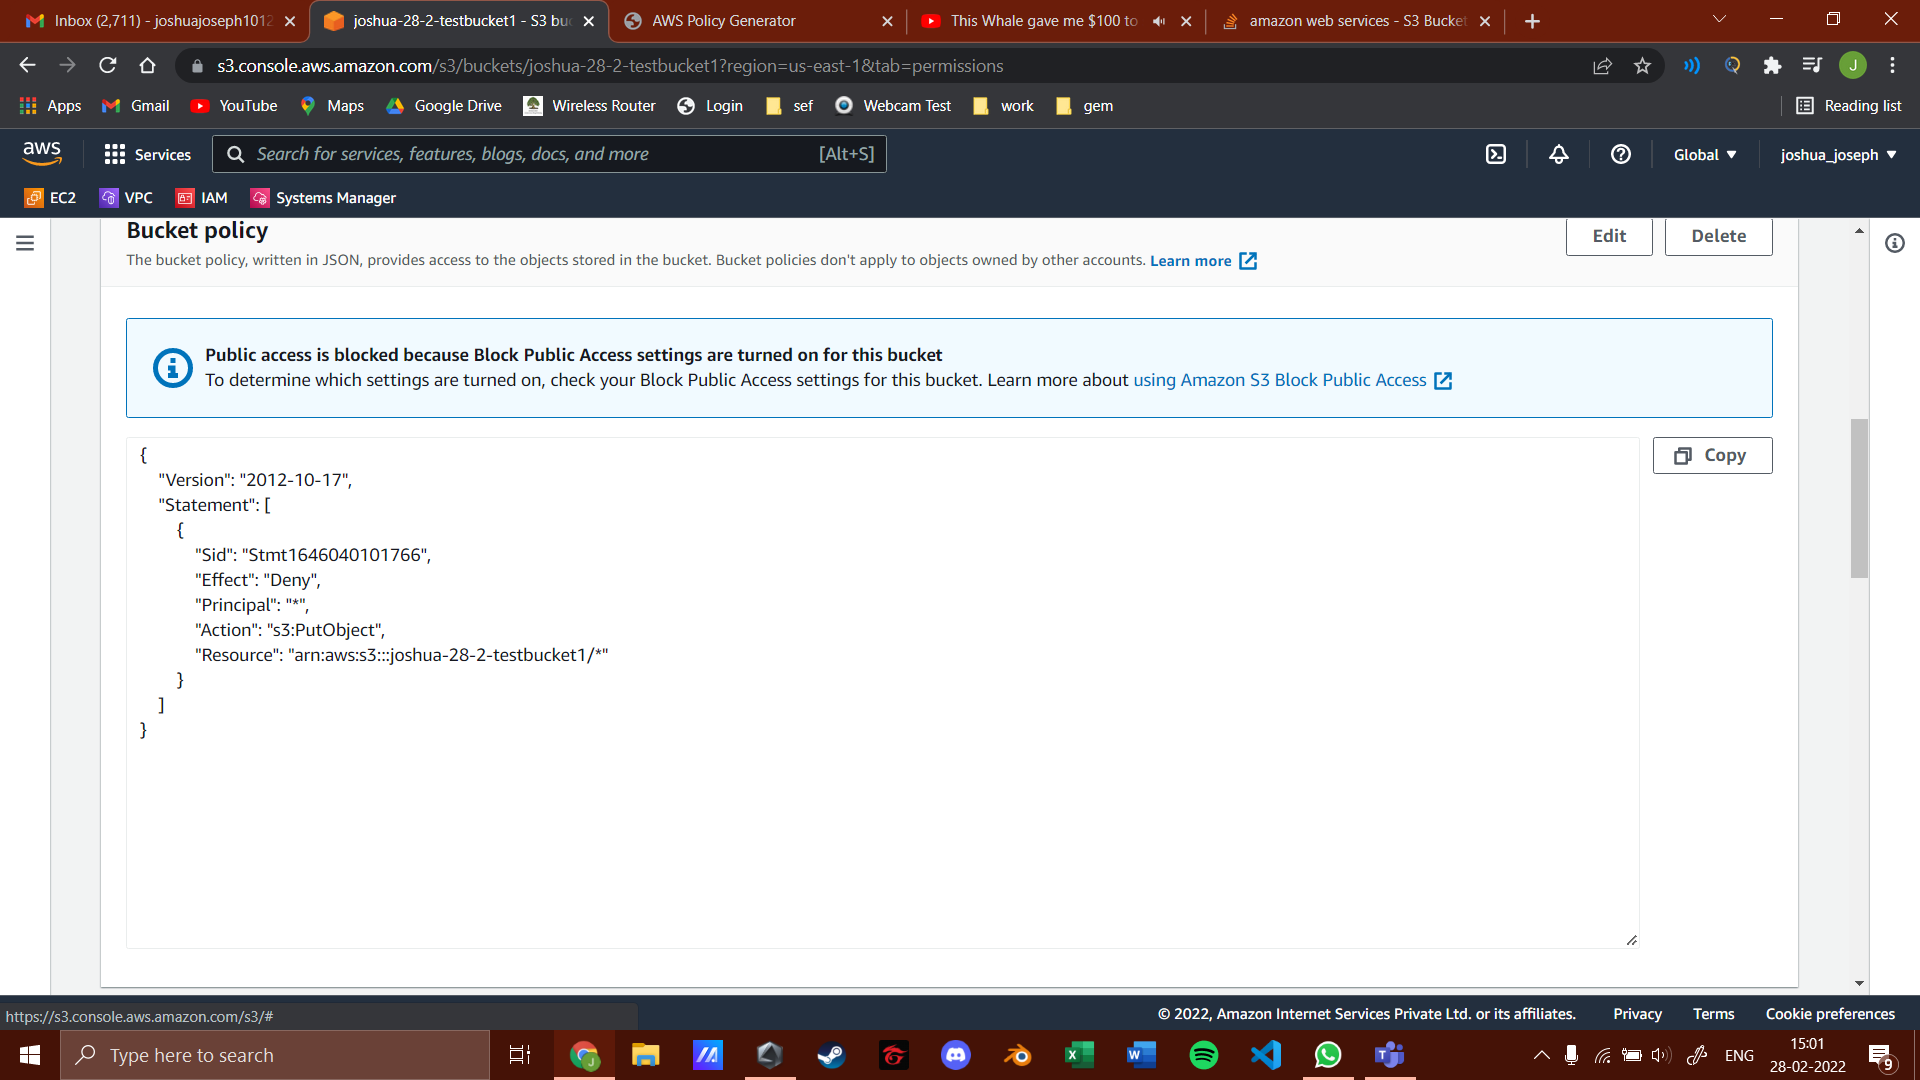 Inbox (2,711) - joshuajoseph1012
joshua-28-2-testbucket1 - S3 buc
AWS Policy Generator
This Whale gave me $100 to
amazon web services - S3 Bucket
s3.console.aws.amazon.com/s3/buckets/joshua-28-2-testbucket1?region=us-east-1&tab=permissions
J
Apps
Gmail
YouTube
Maps
Google Drive
Wireless Router
Login
sef
Webcam Test
work
gem
Reading list
aws
Services
Search for services, features, blogs, docs, and more
[Alt+S]
Global
joshua_joseph
EC2
VPC
IAM
Systems Manager
Bucket policy
Edit
Delete
The bucket policy, written in JSON, provides access to the objects stored in the bucket. Bucket policies don't apply to objects owned by other accounts. Learn more
Public access is blocked because Block Public Access settings are turned on for this bucket
To determine which settings are turned on, check your Block Public Access settings for this bucket. Learn more about using Amazon S3 Block Public Access
Copy
{
"Version": "2012-10-17",
"Statement": [
{
"Sid": "Stmt1646040101766",
"Effect": "Deny",
"Principal": "*",
"Action": "s3:PutObject",
"Resource": "arn:aws:s3:::joshua-28-2-testbucket1/*"
}
]
}
https://s3.console.aws.amazon.com/s3/#
© 2022, Amazon Internet Services Private Ltd. or its affiliates.
Privacy
Terms
Cookie preferences
Type here to search
ENG
15:01
28-02-2022
9